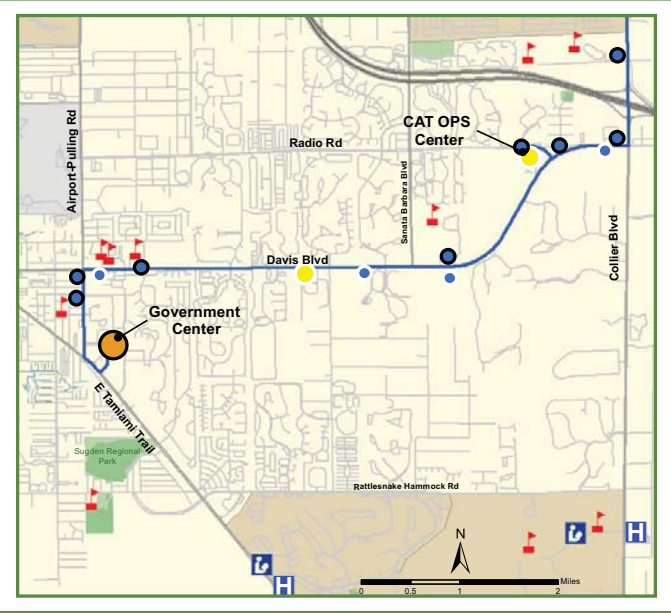 CAT OPS
Center
Radio Rd
Airport-Pulling Rd
Sanata Barbara Blvd
Collier Blvd
Davis Blvd
Government
Center
E Tamiami Trail
Sugden Regional
Park
Rattlesnake Hammock Rd
N
H
H
Miles
0 0.5 1 2